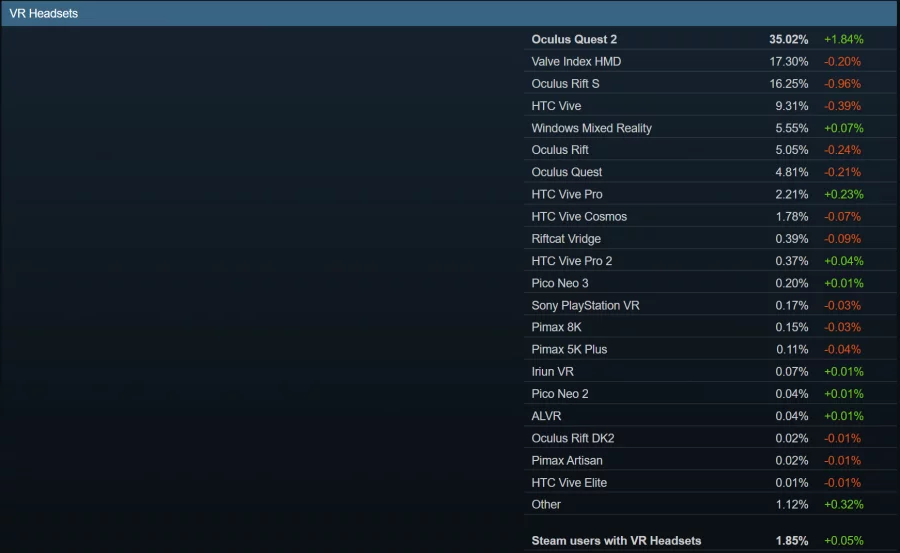 VR Headsets
Oculus Quest 2 35.02% +1.84%
Valve Index HMD 17.30% -0.20%
Oculus Rift S 16.25% -0.96%
HTC Vive 9.31% -0.39%
Windows Mixed Reality 5.55% +0.07%
Oculus Rift 5.05% -0.24%
Oculus Quest 4.81% -0.21%
HTC Vive Pro 2.21% +0.23%
HTC Vive Cosmos 1.78% -0.07%
Riftcat Vridge 0.39% -0.09%
HTC Vive Pro 2 0.37% +0.04%
Pico Neo 3 0.20% +0.01%
Sony PlayStation VR 0.17% -0.03%
Pimax 8K 0.15% -0.03%
Pimax 5K Plus 0.11% -0.04%
Iriun VR 0.07% +0.01%
Pico Neo 2 0.04% +0.01%
ALVR 0.04% +0.01%
Oculus Rift DK2 0.02% -0.01%
Pimax Artisan 0.02% -0.01%
HTC Vive Elite 0.01% -0.01%
Other 1.12% +0.32%
Steam users with VR Headsets 1.85% +0.05%